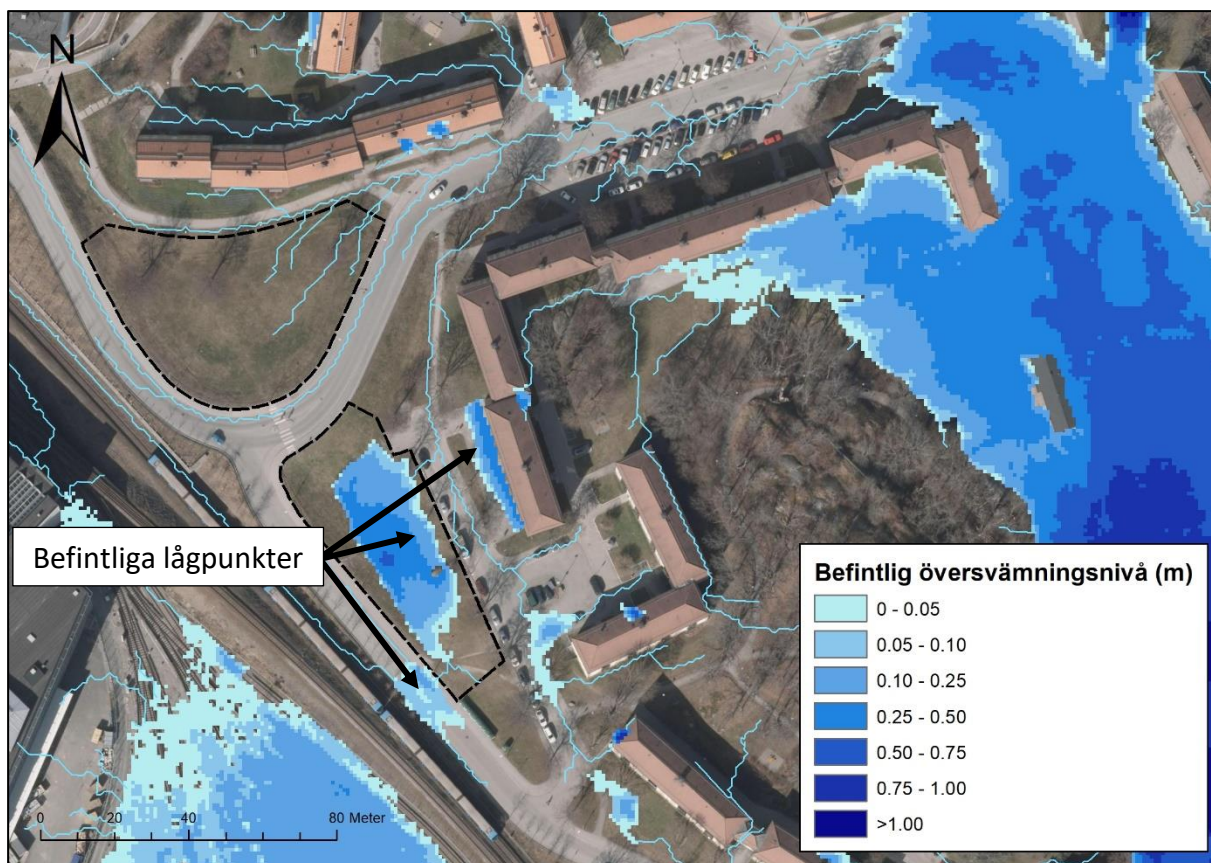 N
Befintliga lågpunkter
Befintlig översvämningsnivå (m)
0 - 0.05
0.05 - 0.10
0.10 - 0.25
0.25 - 0.50
0.50 - 0.75
0.75 - 1.00
>1.00
0 20 40 80 Meter